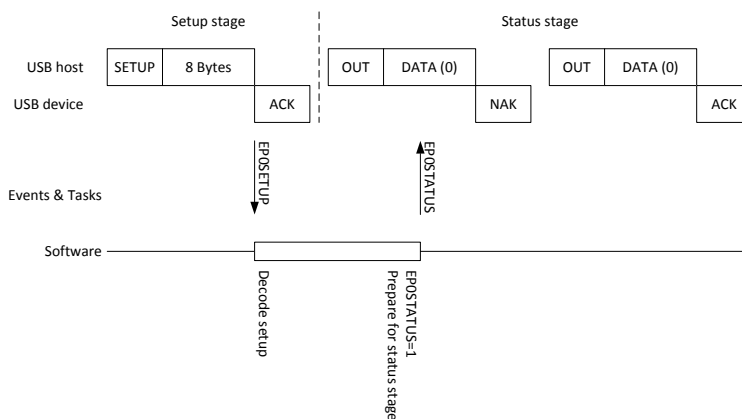 Setup stage
Status stage
USB host
SETUP
8 Bytes
OUT
DATA (0)
OUT
DATA (0)
USB device
ACK
NAK
ACK
EP0SETUP
EP0STATUS
Events & Tasks
Software
Decode setup
EP0STATUS=1
Prepare for status stage